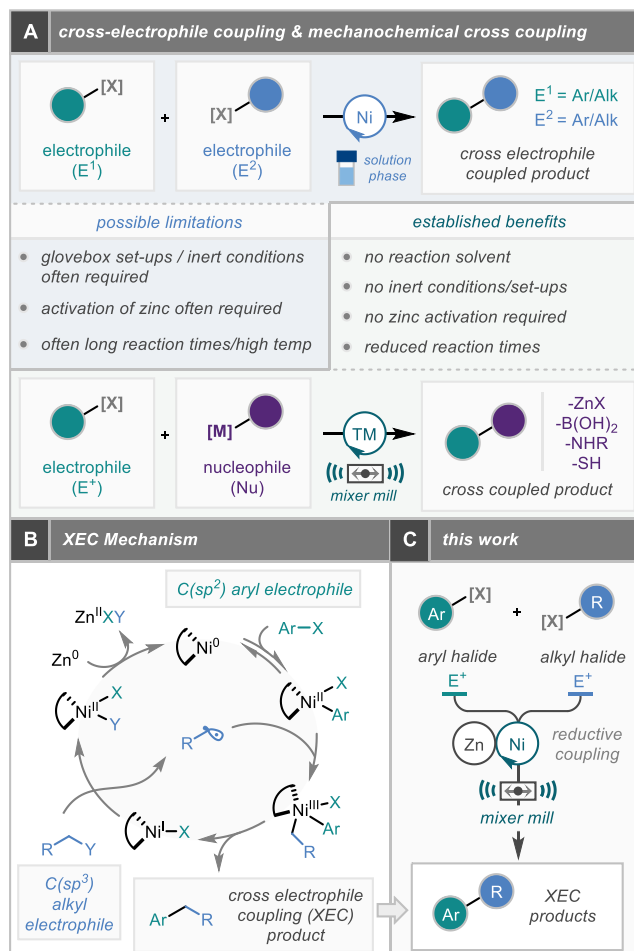 A cross-electrophile coupling & mechanochemical cross coupling
[X]
+
[X]
Ni
E¹ = Ar/Alk
E² = Ar/Alk
electrophile
(E¹)
electrophile
(E²)
solution
phase
cross electrophile
coupled product
possible limitations
established benefits
glovebox set-ups / inert conditions
often required
activation of zinc often required
often long reaction times/high temp
no reaction solvent
no inert conditions/set-ups
no zinc activation required
reduced reaction times
[X]
+
[M]
TM
-ZnX
-B(OH)₂
-NHR
-SH
electrophile
(E⁺)
nucleophile
(Nu)
mixer mill
cross coupled product
B XEC Mechanism
C(sp²) aryl electrophile
ZnᴵᴵXY
Zn⁰
Ni⁰
Ar–X
Niᴵᴵ
X
Y
Niᴵᴵ
X
Ar
R
Niᴵᴵᴵ
X
Ar
R
Niᴵ–X
R
Y
C(sp³)
alkyl
electrophile
Ar
R
cross electrophile
coupling (XEC)
product
C this work
Ar
[X]
+
[X]
R
aryl halide
alkyl halide
E⁺
E⁺
Zn
Ni
reductive
coupling
mixer mill
Ar
R
XEC
products